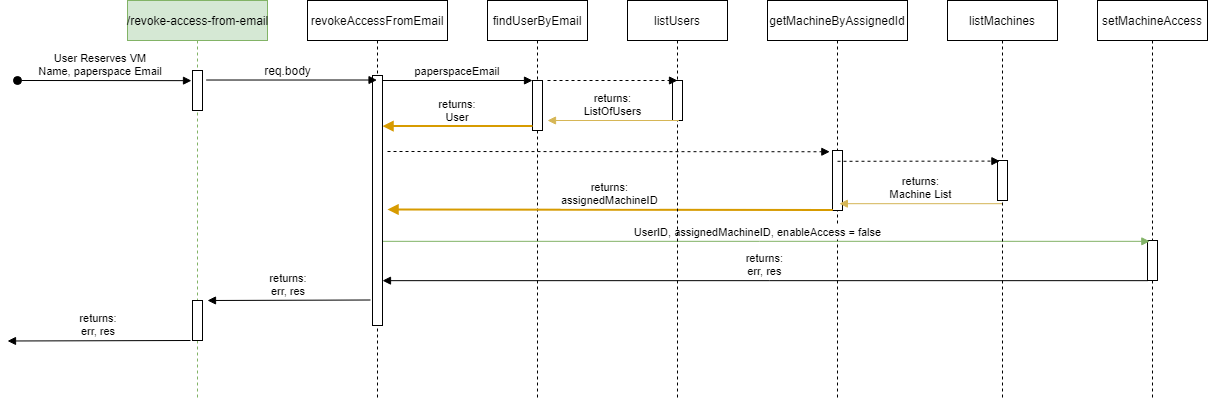 /revoke-access-from-email
revokeAccessFromEmail
findUserByEmail
listUsers
getMachineByAssignedId
listMachines
setMachineAccess
User Reserves VM
Name, paperspace Email
req.body
paperspaceEmail
returns:
ListOfUsers
returns:
User
returns:
Machine List
returns:
assignedMachineID
UserID, assignedMachineID, enableAccess = false
returns:
err, res
returns:
err, res
returns:
err, res